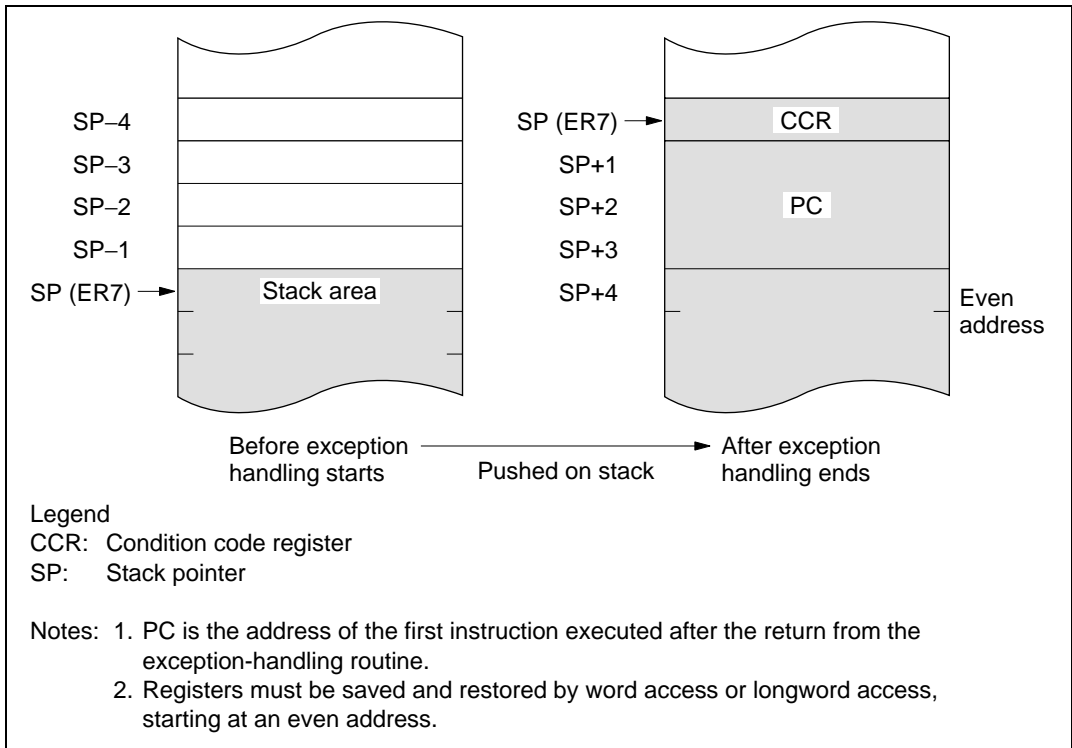 SP−4
SP−3
SP−2
SP−1
SP (ER7)
Stack area
SP (ER7)
CCR
SP+1
SP+2
PC
SP+3
SP+4
Even
address
Before exception
handling starts
Pushed on stack
After exception
handling ends
Legend
CCR: Condition code register
SP: Stack pointer
Notes: 1. PC is the address of the first instruction executed after the return from the
exception-handling routine.
2. Registers must be saved and restored by word access or longword access,
starting at an even address.